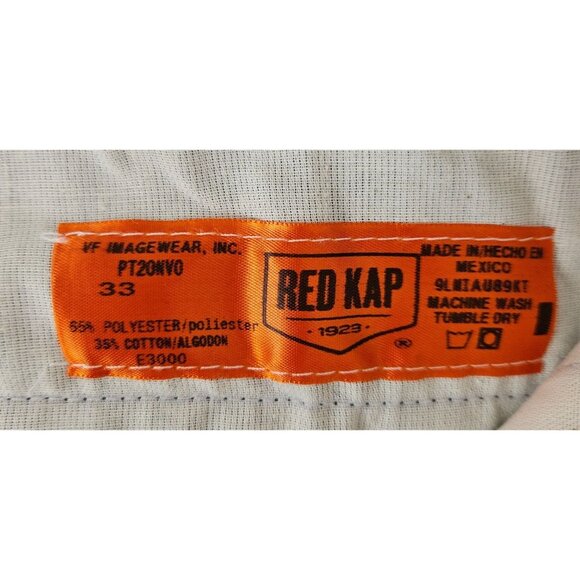 VF IMAGEWEAR, INC.
PT20NV0
33
65% POLYESTER/poliester
35% COTTON/ALGODON
E3000
RED KAP
·1923·
®
MADE IN/HECHO EN
MEXICO
9LMIAU89KT
MACHINE WASH
TUMBLE DRY